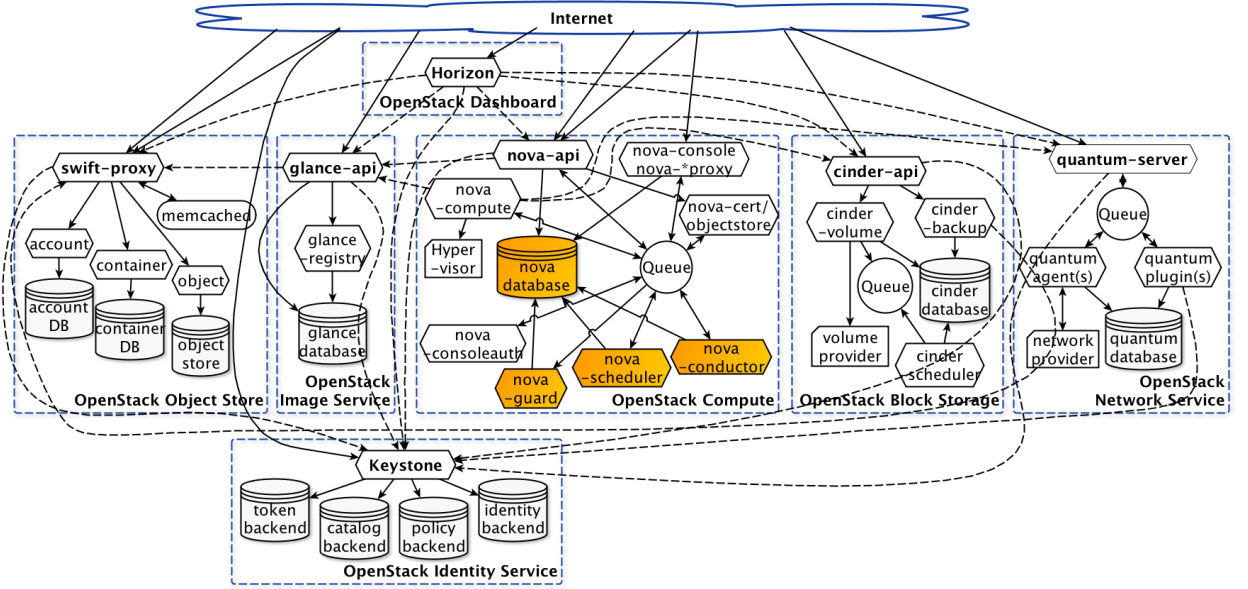 Internet
Horizon
OpenStack Dashboard
swift-proxy
memcached
account
container
object
account
DB
container
DB
object
store
OpenStack Object Store
glance-api
glance
-registry
glance
database
OpenStack
Image Service
nova-api
nova-console
nova-*proxy
nova
-compute
nova-cert/
objectstore
Hyper
-visor
nova
database
Queue
nova
-consoleauth
nova
-guard
nova
-scheduler
nova
-conductor
OpenStack Compute
cinder-api
cinder
-volume
cinder
-backup
Queue
cinder
database
volume
provider
cinder
-scheduler
OpenStack Block Storage
quantum-server
Queue
quantum
agent(s)
quantum
plugin(s)
network
provider
quantum
database
OpenStack
Network Service
Keystone
token
backend
catalog
backend
policy
backend
identity
backend
OpenStack Identity Service